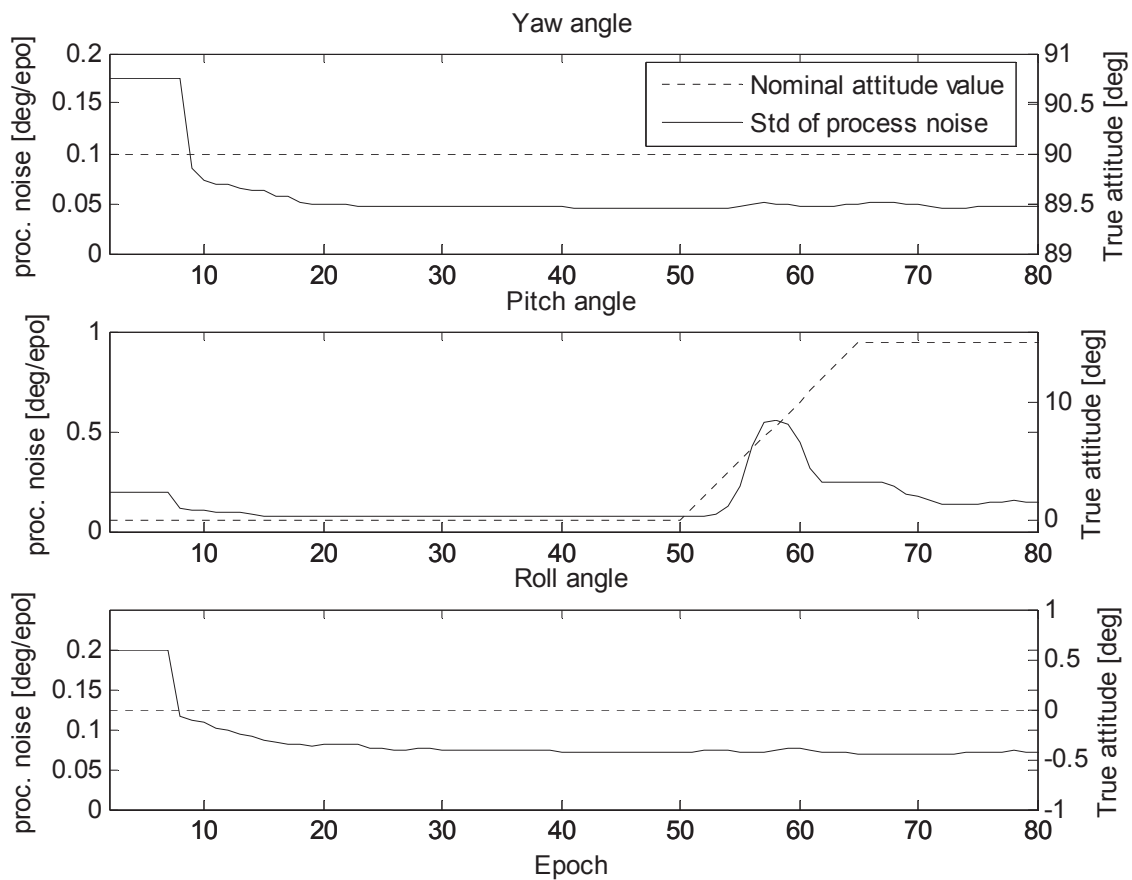 Yaw angle
proc. noise [deg/epo]
0.2
0.15
0.1
0.05
0
91
90.5
90
89.5
89
True attitude [deg]
Nominal attitude value
Std of process noise
10 20 30 40 50 60 70 80
Pitch angle
proc. noise [deg/epo]
1
0.5
0
10
0
True attitude [deg]
10 20 30 40 50 60 70 80
Roll angle
proc. noise [deg/epo]
0.2
0.15
0.1
0.05
0
1
0.5
0
-0.5
-1
True attitude [deg]
10 20 30 40 50 60 70 80
Epoch